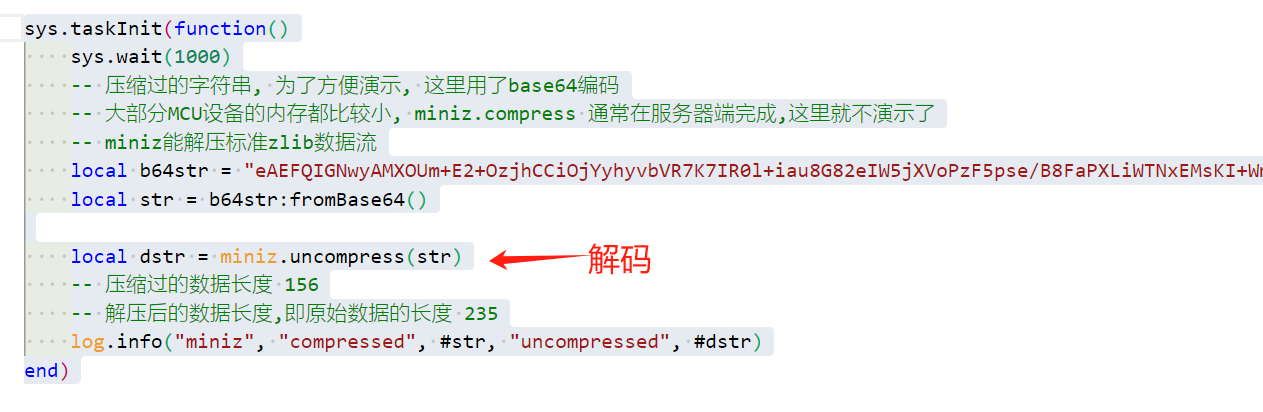 sys.taskInit(function()
sys.wait(1000)
-- 压缩过的字符串, 为了方便演示, 这里用了base64编码
-- 大部分MCU设备的内存都比较小, miniz.compress 通常在服务器端完成,这里就不演示了
-- miniz能解压标准zlib数据流
local b64str = "eAEFQIGNwyAMXOUm+E2+OzjhCCiOjYyhyvbVR7K7IR0l+iau8G82eIW5jXVoPzF5pse/B8FaPXLiWTNxEMsKI+Wr
local str = b64str:fromBase64()
local dstr = miniz.uncompress(str)
解码
-- 压缩过的数据长度 156
-- 解压后的数据长度,即原始数据的长度 235
log.info("miniz", "compressed", #str, "uncompressed", #dstr)
end)